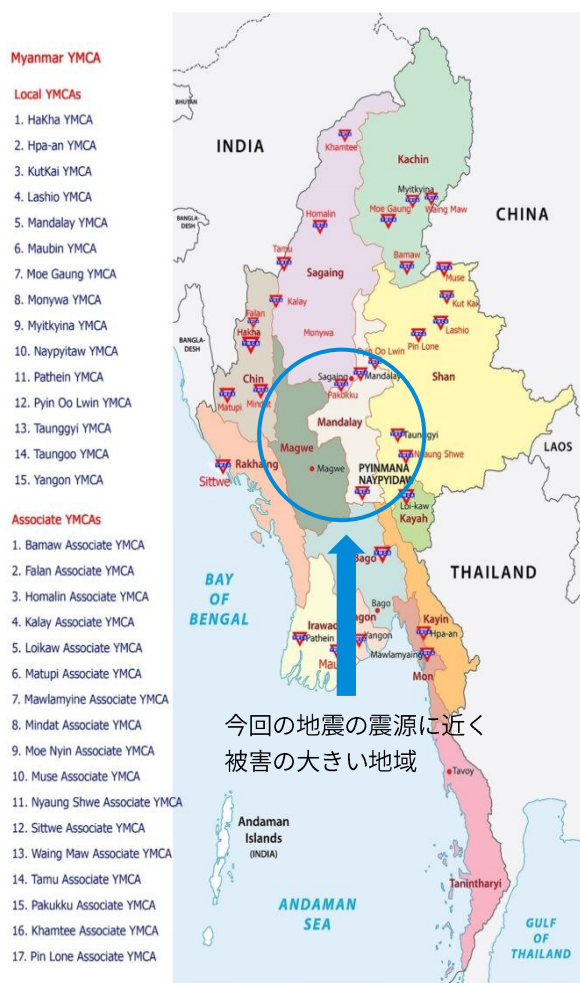 Myanmar YMCA
Local YMCAs
1. HaKha YMCA
2. Hpa-an YMCA
3. KutKai YMCA
4. Lashio YMCA
5. Mandalay YMCA
6. Maubin YMCA
7. Moe Gaung YMCA
8. Monywa YMCA
9. Myitkyina YMCA
10. Naypyitaw YMCA
11. Pathein YMCA
12. Pyin Oo Lwin YMCA
13. Taunggyi YMCA
14. Taungoo YMCA
15. Yangon YMCA
Associate YMCAs
1. Bamaw Associate YMCA
2. Falan Associate YMCA
3. Homalin Associate YMCA
4. Kalay Associate YMCA
5. Loikaw Associate YMCA
6. Matupi Associate YMCA
7. Mawlamyine Associate YMCA
8. Mindat Associate YMCA
9. Moe Nyin Associate YMCA
10. Muse Associate YMCA
11. Nyaung Shwe Associate YMCA
12. Sittwe Associate YMCA
13. Waing Maw Associate YMCA
14. Tamu Associate YMCA
15. Pakukku Associate YMCA
16. Khamtee Associate YMCA
17. Pin Lone Associate YMCA
BHUTAN
INDIA
Khamtee
Kachin
Myitkyina
Moe Gaung
Waing Maw
CHINA
BANGLA-
DESH
Homalin
Tamu
Bamaw
Muse
Sagaing
Kalay
Kut Kai
Falan
Hakha
Monywa
Lashio
Pin Lone
BANGLA-
DESH
Pyin Oo Lwin
Sagaing
Mandalay
Shan
Chin
Pakokku
Matupi
Mindat
Mandalay
Taunggyi
LAOS
Magwe
Nyaung Shwe
Rakhaing
Magwe
PYINMANA
NAYPYIDAW
Sittwe
Loi-kaw
Kayah
Bago
THAILAND
BAY
OF
BENGAL
Bago
Kayin
Hpa-an
Pathein
Yangon
Mawlamyaing
Mon
今回の地震の震源に近く
被害の大きい地域
Tavoy
Andaman
Islands
(INDIA)
Tanintharyi
ANDAMAN
SEA
GULF
OF
THAILAND